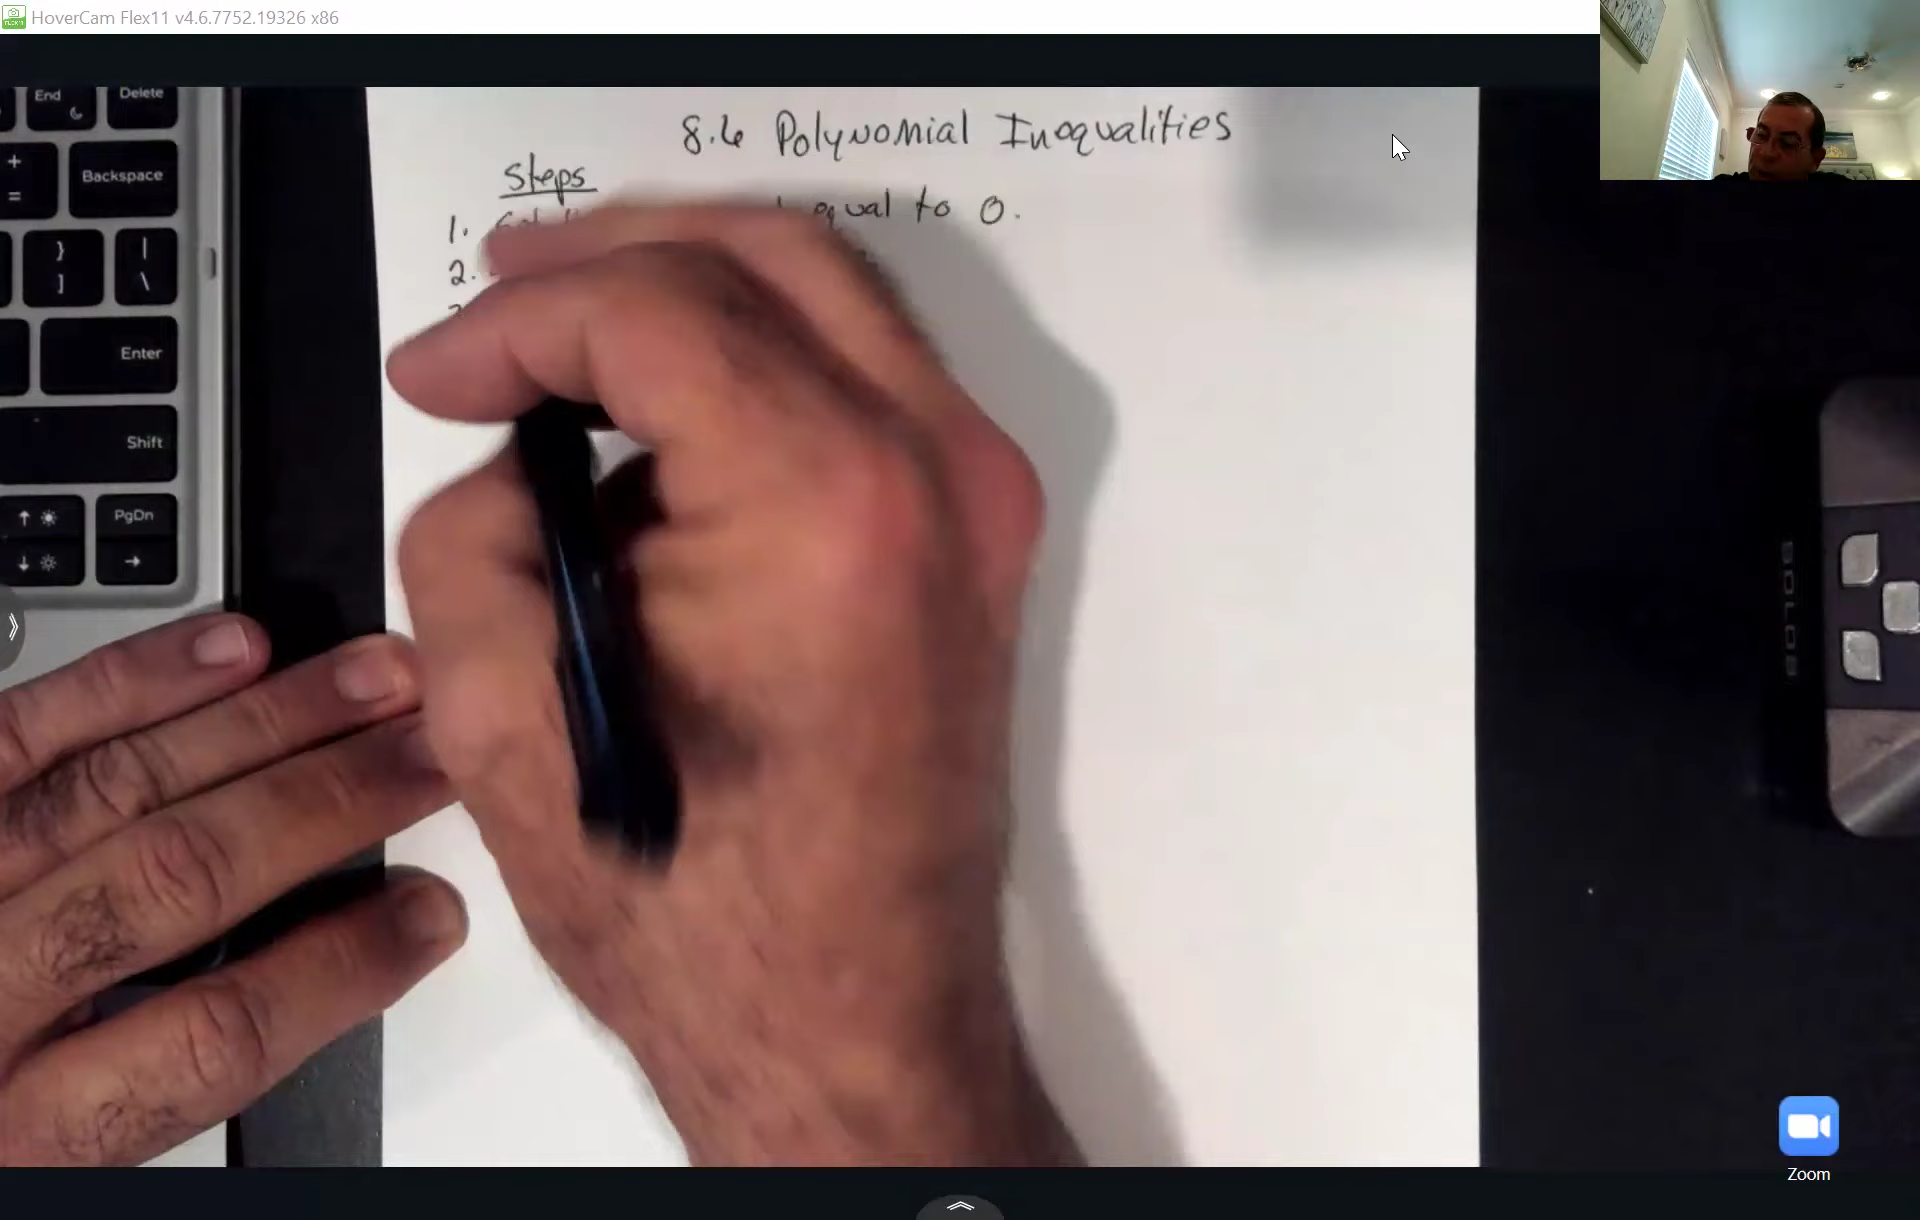 HoverCam Flex11 v4.6.7752.19326 x86
End
Delete
+
=
Backspace
}
]
|
\
Enter
Shift
↑
PgDn
↓
→
8.6 Polynomial Inequalities
Steps
1. equal to 0.
2.
BOLOB
Zoom